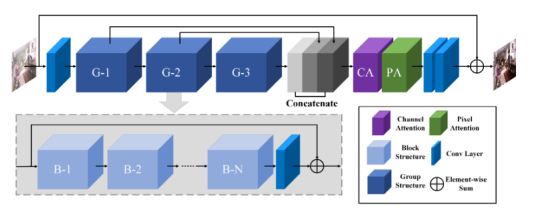 G-1
G-2
G-3
CA
PA
Concatenate
B-1
B-2
B-N
Channel
Attention
Pixel
Attention
Block
Structure
Conv Layer
Group
Structure
Element-wise
Sum